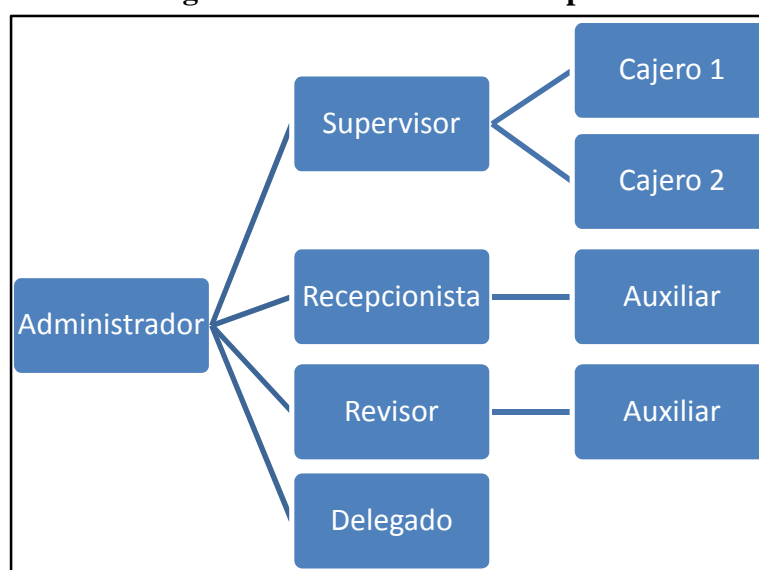 Administrador
Supervisor
Cajero 1
Cajero 2
Recepcionista
Auxiliar
Revisor
Auxiliar
Delegado